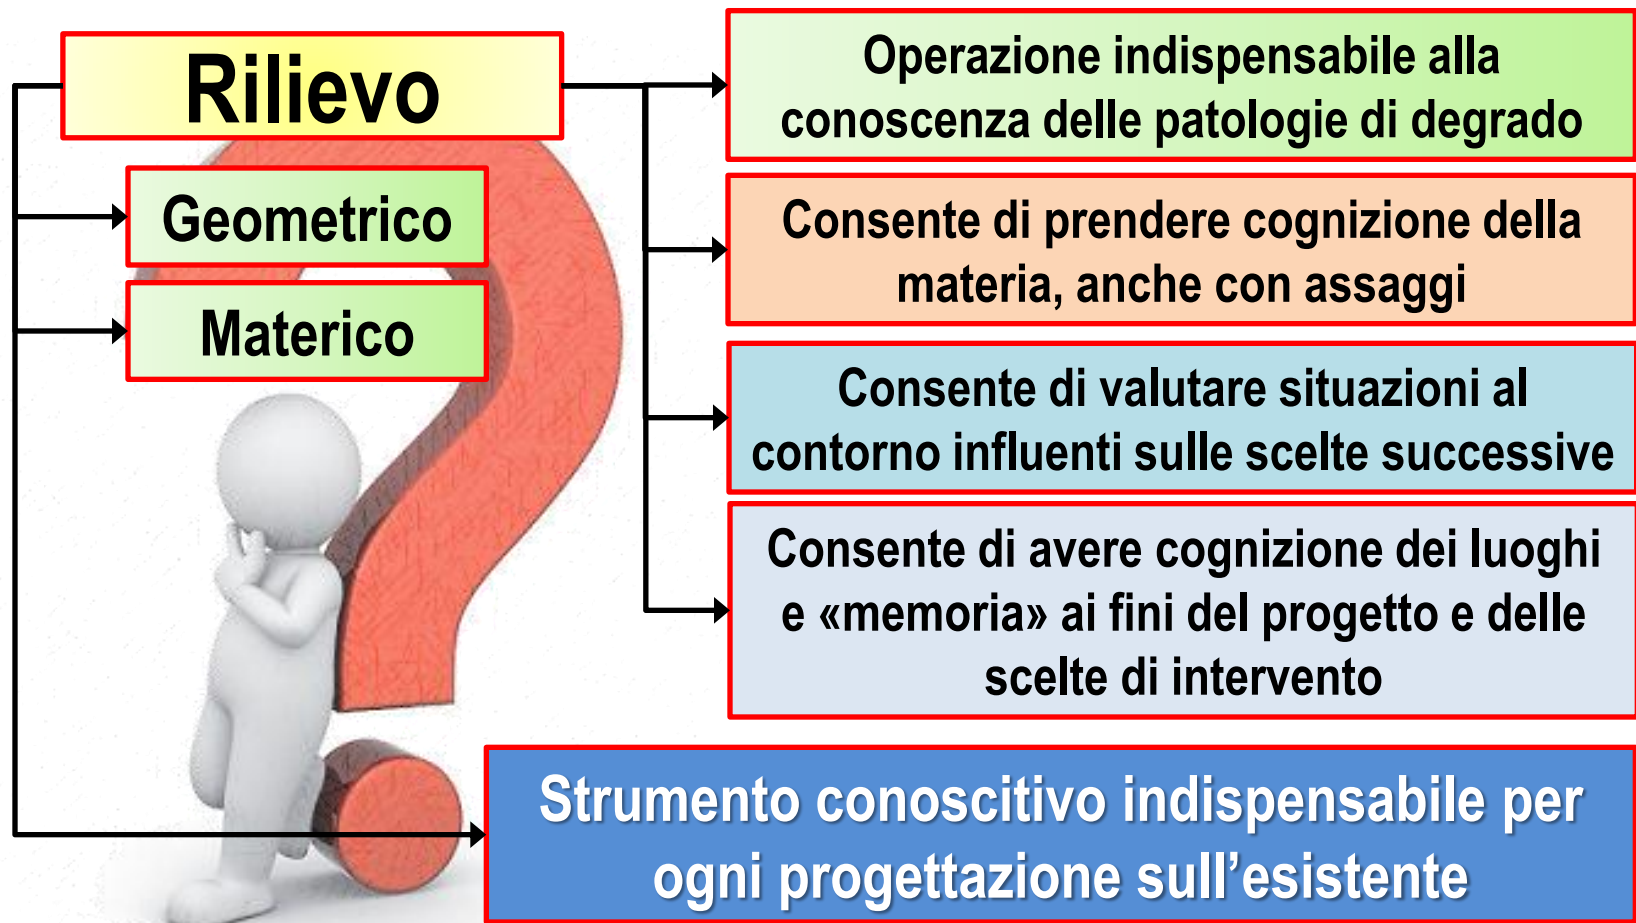 Rilievo
Geometrico
Materico
Operazione indispensabile alla
conoscenza delle patologie di degrado
Consente di prendere cognizione della
materia, anche con assaggi
Consente di valutare situazioni al
contorno influenti sulle scelte successive
Consente di avere cognizione dei luoghi
e «memoria» ai fini del progetto e delle
scelte di intervento
Strumento conoscitivo indispensabile per
ogni progettazione sull’esistente